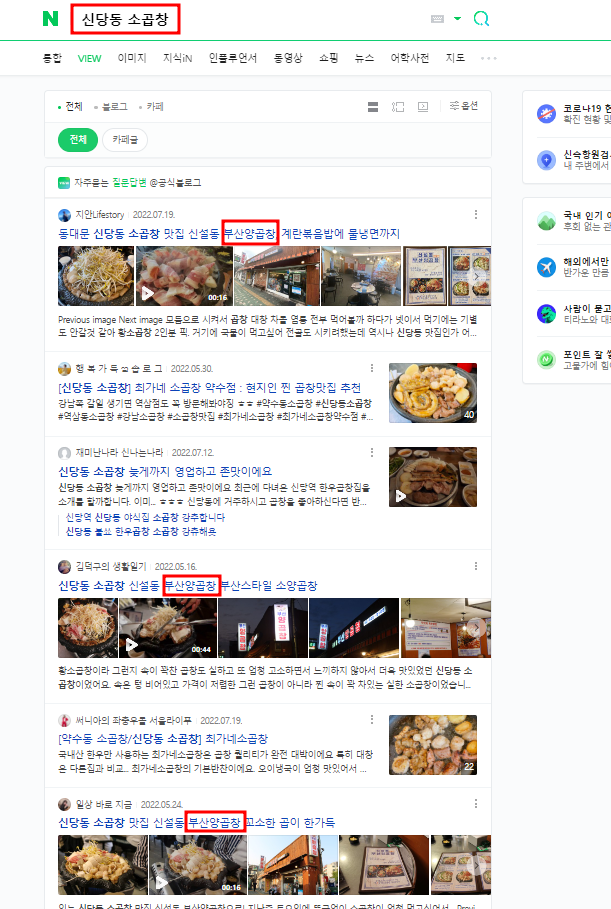 N 신당동 소곱창
통합 VIEW 이미지 지식iN 인플루언서 동영상 쇼핑 뉴스 어학사전 지도
전체 블로그 카페 옵션
전체 카페글
자주묻는 질문답변 @공식블로그
지안Lifestory 2022.07.19.
동대문 신당동 소곱창 맛집 신설동 부산양곱창, 계란볶음밥에 물냉면까지
00:16
Previous image Next image 모듬으로 시켜서 곱창 대창 차돌 염통 전부 먹어볼까 하다가 넷이서 먹기에는 기별
도 안갈것 같아 황소곱창 2인분 픽. 거기에 국물이 먹고싶어 전골도 시키려했는데 역시나 신당동 맛집인가 어...
행 복 가 득 ღ 숍 로 그 2022.05.30.
[신당동 소곱창] 최가네 소곱창 약수점 : 현지인 찐 곱창맛집 추천
강남쪽 갈일 생기면 역삼점도 꼭 방문해봐야징 ㅎㅎ #약수동소곱창 #신당동소곱창
#역삼동소곱창 #강남소곱창 #소곱창맛집 #최가네소곱창 #최가네소곱창약수점 #...
40
재미난나라 신나는나라 2022.07.12.
신당동 소곱창 늦게까지 영업하고 존맛이에요
신당동 소곱창 늦게까지 영업하고 존맛이에요 최근에 다녀온 신당역 한우곱창집을
소개를 할까합니다. 이미.. ㅎㅎㅎ 신당동에 거주하시고 곱창을 좋아하신다면 반...
신당역 신당동 야식집 소곱창 강추합니다
신당동 불쑈 한우곱창 소곱창 강츄해욧
김덕구의 생활일기 2022.05.16.
신당동 소곱창 신설동 부산양곱창 부산스타일 소양곱창
00:44
황소곱창이라 그런지 속이 꽉찬 곱창도 실하고 또 엄청 고소하면서 느끼하지 않아서 더욱 맛있었던 신당동 소
곱창이었어요. 속은 텅 비어있고 가격이 저렴한 그런 곱창이 아니라 찐 속이 꽉 차있는 실한 소곱창이었습니...
써니아의 좌충우돌 서울라이푸 2022.07.19.
[약수동 소곱창/신당동 소곱창] 최가네소곱창
국내산 한우만 사용하는 최가네소곱창은 곱창 퀄리티가 완전 대박이에요 특히 대창
은 다른집과 비교.. 최가네소곱창의 기본반찬이에요. 오이냉국이 엄청 맛있어서 ...
22
일상 바로 지금 2022.05.24.
신당동 소곱창 맛집 신설동 부산양곱창 꼬소한 곱이 한가득
00:16
코로나19 현
확진 현황 및
신속항원검
내 주변에서
국내 인기 여
후회 없는 관
해외에서만
반가운 만큼
사람이 묻고
티라노와 대
포인트 잘 쌓
고물가에 힘이